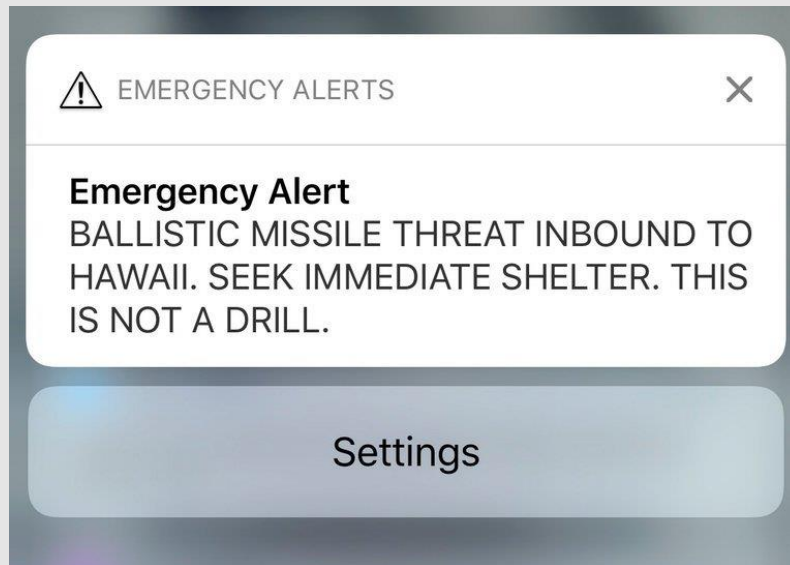 EMERGENCY ALERTS
Emergency Alert
BALLISTIC MISSILE THREAT INBOUND TO
HAWAII. SEEK IMMEDIATE SHELTER. THIS
IS NOT A DRILL.
Settings